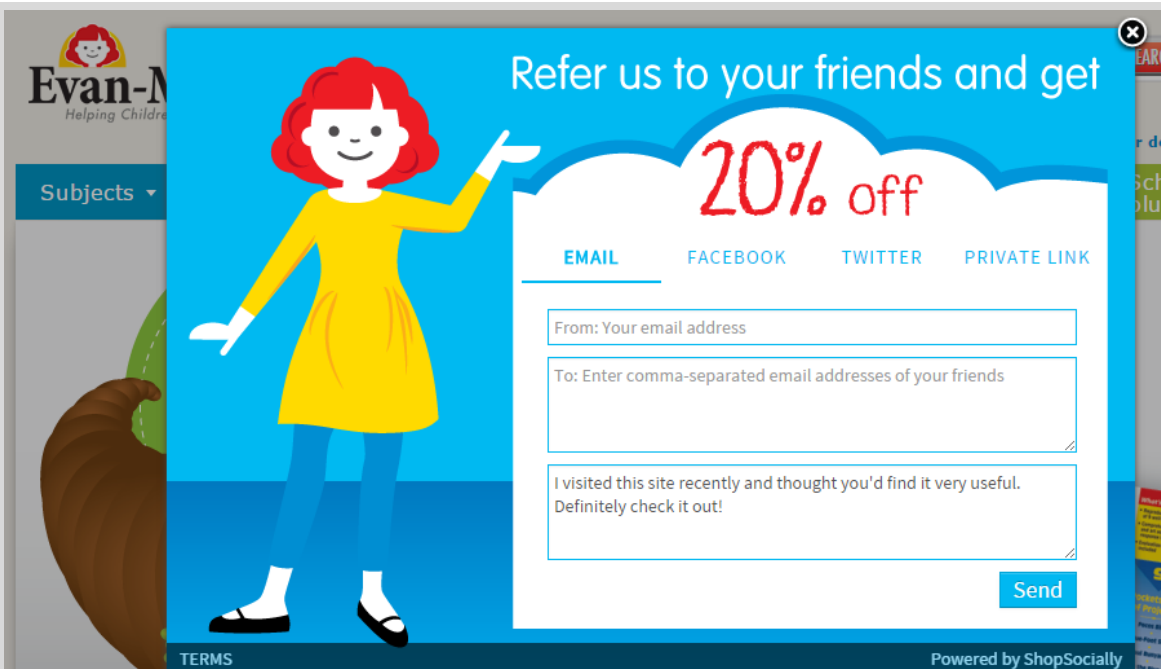 Evan-M
Helping Childre
Subjects
Refer us to your friends and get
20% off
EMAIL FACEBOOK TWITTER PRIVATE LINK
From: Your email address
To: Enter comma-separated email addresses of your friends
I visited this site recently and thought you'd find it very useful.
Definitely check it out!
Send
TERMS
Powered by ShopSocially